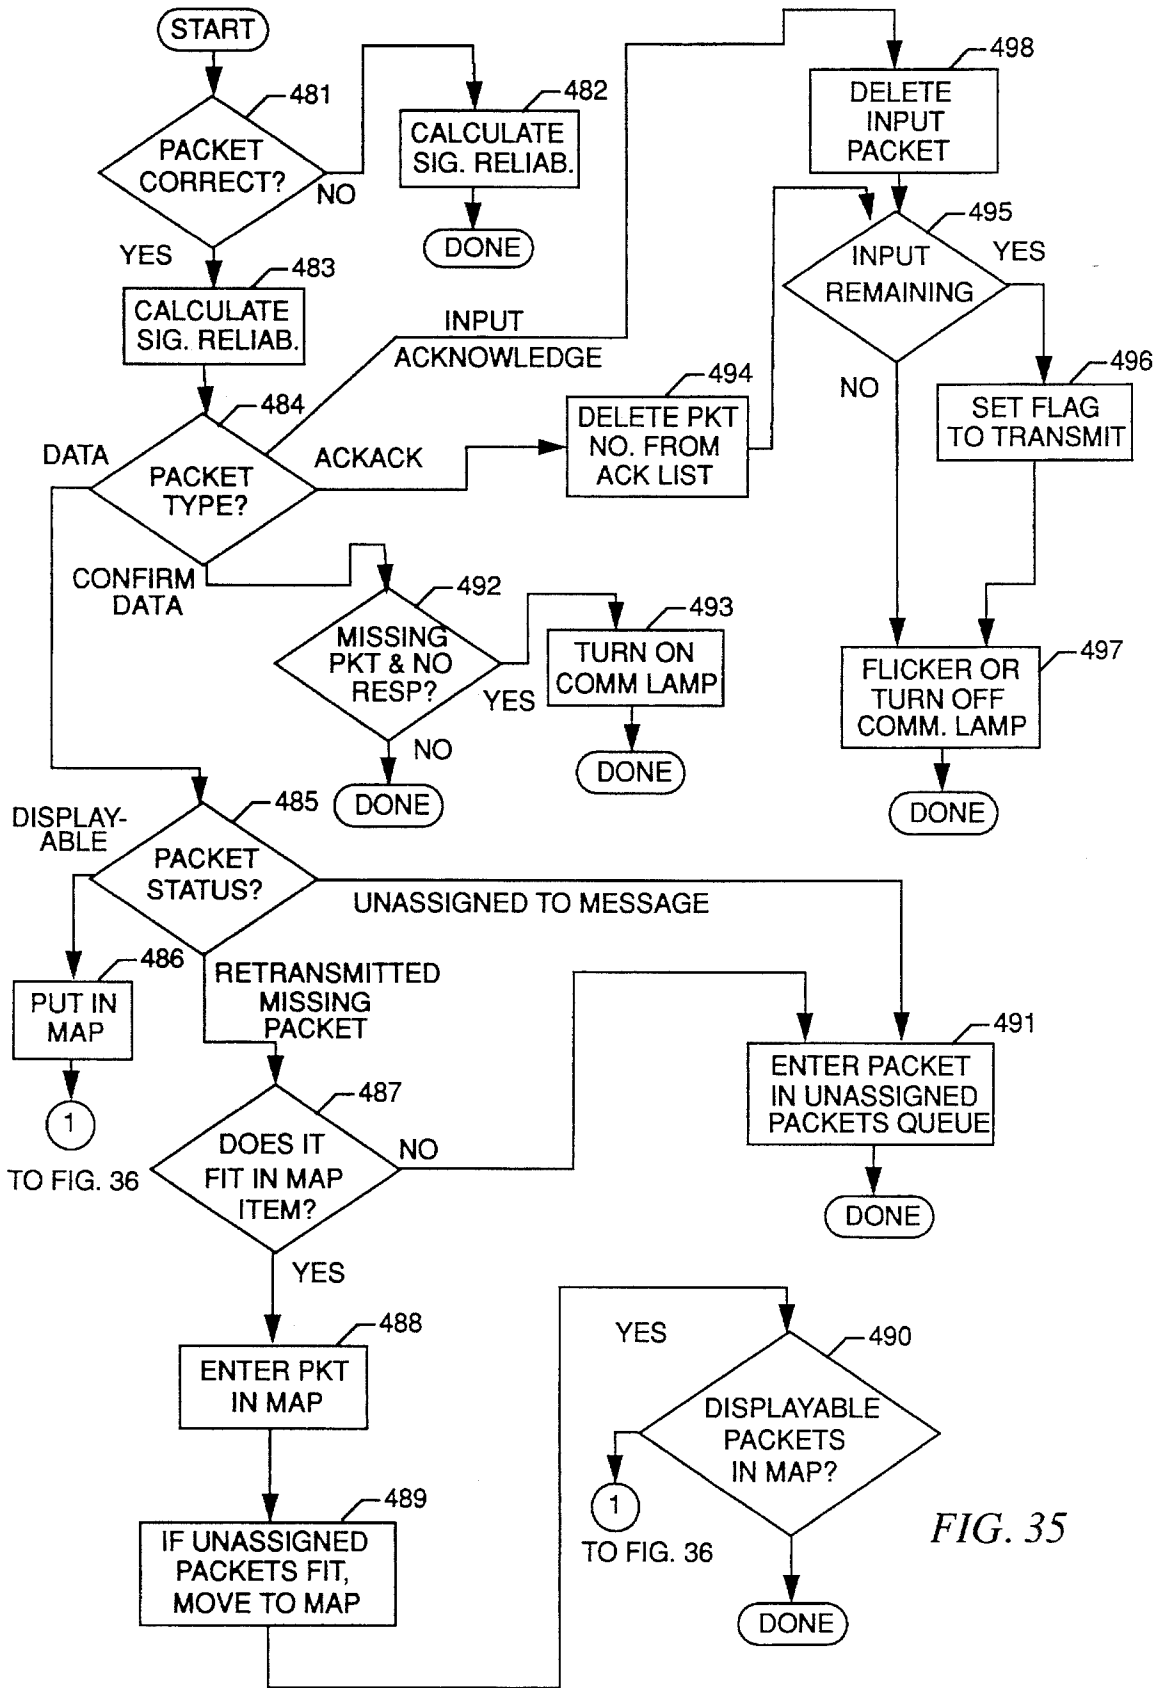 START
481
PACKET
CORRECT?
NO
YES
482
CALCULATE
SIG. RELIAB.
DONE
483
CALCULATE
SIG. RELIAB.
484
PACKET
TYPE?
INPUT
ACKNOWLEDGE
ACKACK
DATA
CONFIRM
DATA
498
DELETE
INPUT
PACKET
495
INPUT
REMAINING
YES
NO
494
DELETE PKT
NO. FROM
ACK LIST
496
SET FLAG
TO TRANSMIT
497
FLICKER OR
TURN OFF
COMM. LAMP
DONE
492
MISSING
PKT & NO
RESP?
YES
NO
DONE
493
TURN ON
COMM LAMP
DONE
485
PACKET
STATUS?
DISPLAY-
ABLE
UNASSIGNED TO MESSAGE
RETRANSMITTED
MISSING
PACKET
486
PUT IN
MAP
1
TO FIG. 36
487
DOES IT
FIT IN MAP
ITEM?
NO
YES
491
ENTER PACKET
IN UNASSIGNED
PACKETS QUEUE
DONE
488
ENTER PKT
IN MAP
489
IF UNASSIGNED
PACKETS FIT,
MOVE TO MAP
490
DISPLAYABLE
PACKETS
IN MAP?
YES
1
TO FIG. 36
DONE
FIG. 35